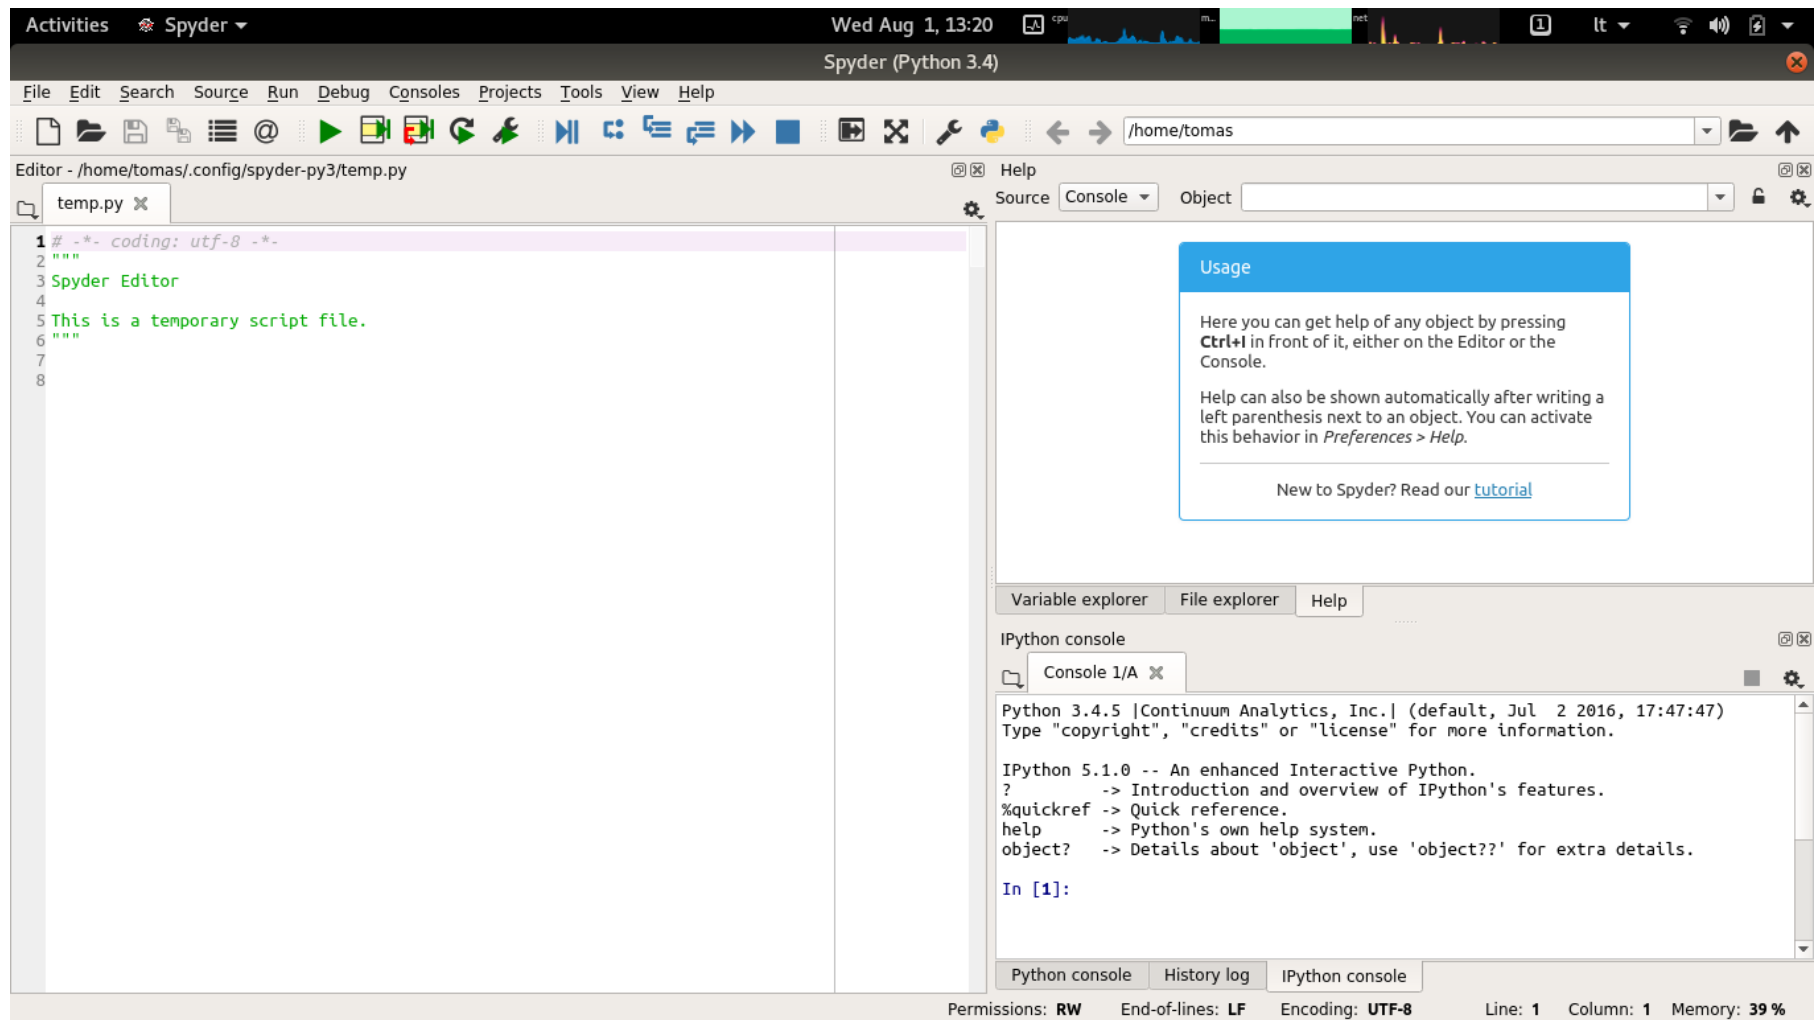 Activities Spyder Wed Aug 1, 13:20 cpu m... net 1 lt
Spyder (Python 3.4)
File Edit Search Source Run Debug Consoles Projects Tools View Help
@ /home/tomas
Editor - /home/tomas/.config/spyder-py3/temp.py
temp.py
1 # -*- coding: utf-8 -*-
2 """
3 Spyder Editor
4
5 This is a temporary script file.
6 """
7
8
Help
Source Console Object
Usage
Here you can get help of any object by pressing
Ctrl+I in front of it, either on the Editor or the
Console.
Help can also be shown automatically after writing a
left parenthesis next to an object. You can activate
this behavior in Preferences > Help.
New to Spyder? Read our tutorial
Variable explorer File explorer Help
IPython console
Console 1/A
Python 3.4.5 |Continuum Analytics, Inc.| (default, Jul  2 2016, 17:47:47)
Type "copyright", "credits" or "license" for more information.
IPython 5.1.0 -- An enhanced Interactive Python.
?         -> Introduction and overview of IPython's features.
%quickref -> Quick reference.
help      -> Python's own help system.
object?   -> Details about 'object', use 'object??' for extra details.
In [1]:
Python console History log IPython console
Permissions: RW End-of-lines: LF Encoding: UTF-8 Line: 1 Column: 1 Memory: 39 %